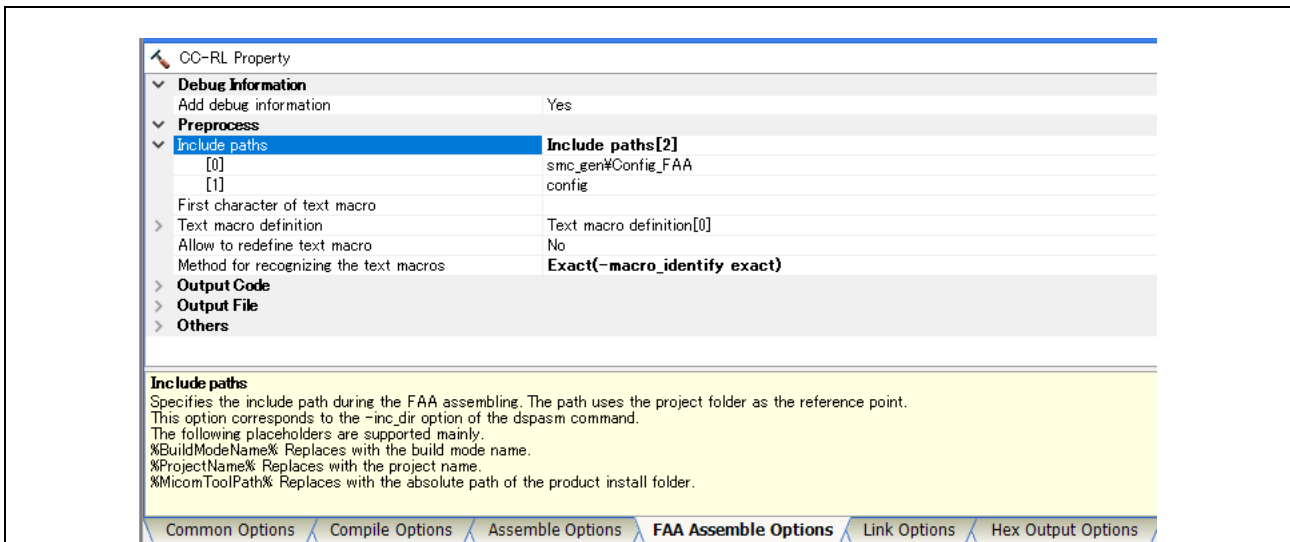 CC-RL Property
Debug Information
Add debug information Yes
Preprocess
Include paths Include paths[2]
[0] smc_gen¥Config_FAA
[1] config
First character of text macro
Text macro definition Text macro definition[0]
Allow to redefine text macro No
Method for recognizing the text macros Exact(-macro_identify exact)
Output Code
Output File
Others
Include paths
Specifies the include path during the FAA assembling. The path uses the project folder as the reference point.
This option corresponds to the -inc_dir option of the dspasm command.
The following placeholders are supported mainly.
%BuildModeName% Replaces with the build mode name.
%ProjectName% Replaces with the project name.
%MicomToolPath% Replaces with the absolute path of the product install folder.
Common Options Compile Options Assemble Options FAA Assemble Options Link Options Hex Output Options